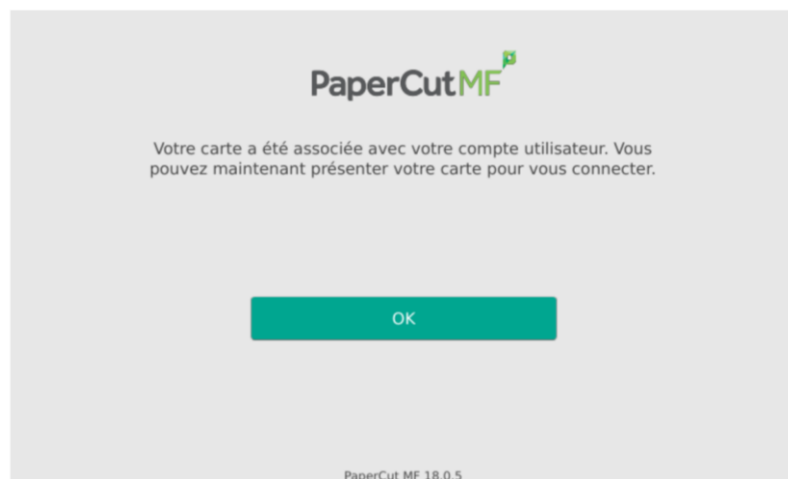 PaperCutMF
Votre carte a été associée avec votre compte utilisateur. Vous
pouvez maintenant présenter votre carte pour vous connecter.
OK
PaperCut MF 18.0.5